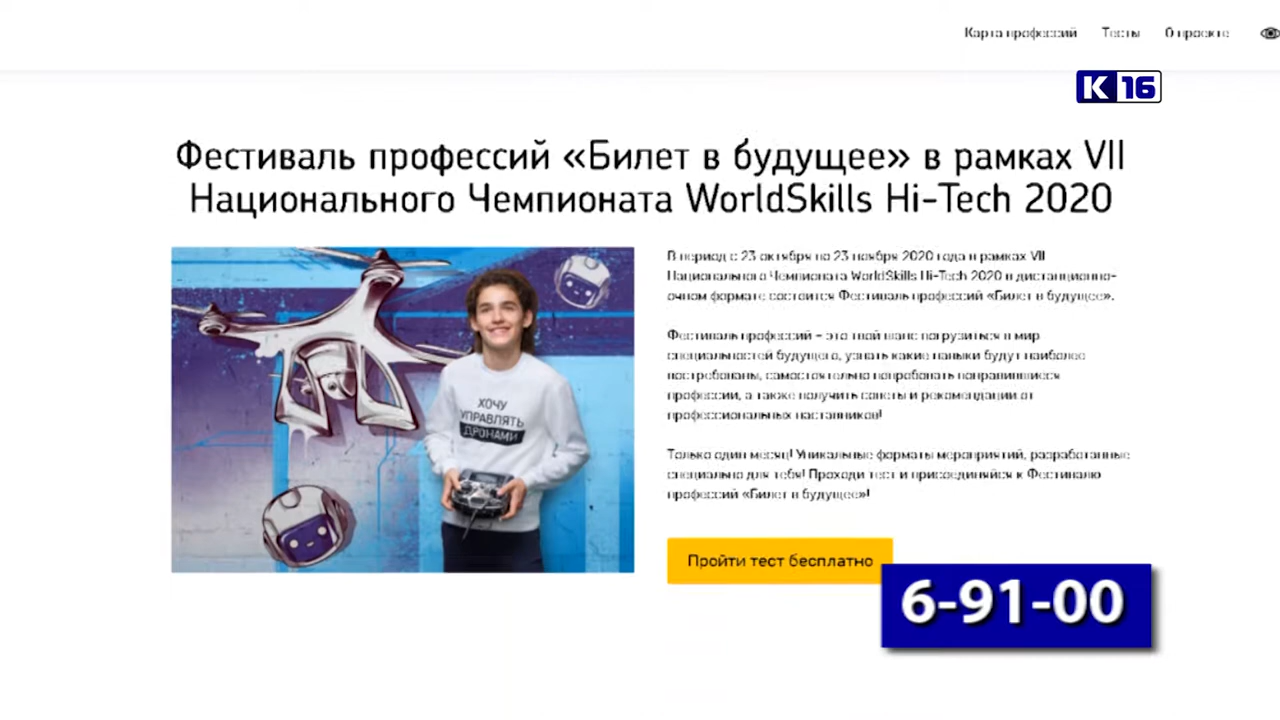 Карта профессий Тесты О проекте
К 16
Фестиваль профессий «Билет в будущее» в рамках VII
Национального Чемпионата WorldSkills Hi-Tech 2020
В период с 23 октября по 23 ноября 2020 года в рамках VII
Национального Чемпионата WorldSkills Hi-Tech 2020 в дистанционно-
очном формате состоится Фестиваль профессий «Билет в будущее».
Фестиваль профессий – это твой шанс погрузиться в мир
специальностей будущего, узнать какие навыки будут наиболее
востребованы, самостоятельно попробовать понравившиеся
профессии, а также получить советы и рекомендации от
профессиональных наставников!
Только один месяц! Уникальные форматы мероприятий, разработанные
специально для тебя! Проходи тест и присоединяйся к Фестивалю
профессий «Билет в будущее»!
Пройти тест бесплатно
6-91-00
ХОЧУ
УПРАВЛЯТЬ
ДРОНАМИ